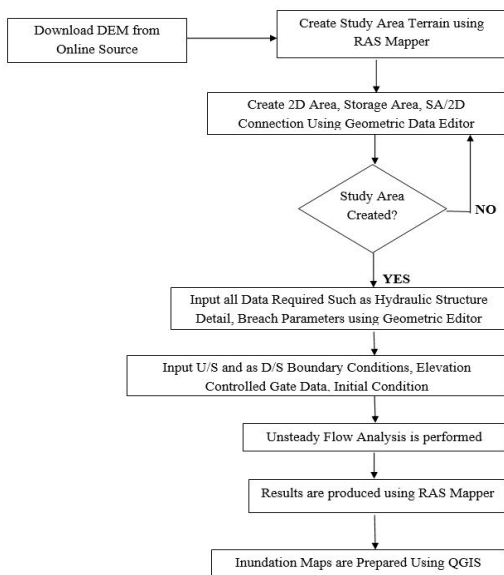 Download DEM from
Online Source
Create Study Area Terrain using
RAS Mapper
Create 2D Area, Storage Area, SA/2D
Connection Using Geometric Data Editor
Study Area
Created?
NO
YES
Input all Data Required Such as Hydraulic Structure
Detail, Breach Parameters using Geometric Editor
Input U/S and as D/S Boundary Conditions, Elevation
Controlled Gate Data, Initial Condition
Unsteady Flow Analysis is performed
Results are produced using RAS Mapper
Inundation Maps are Prepared Using QGIS